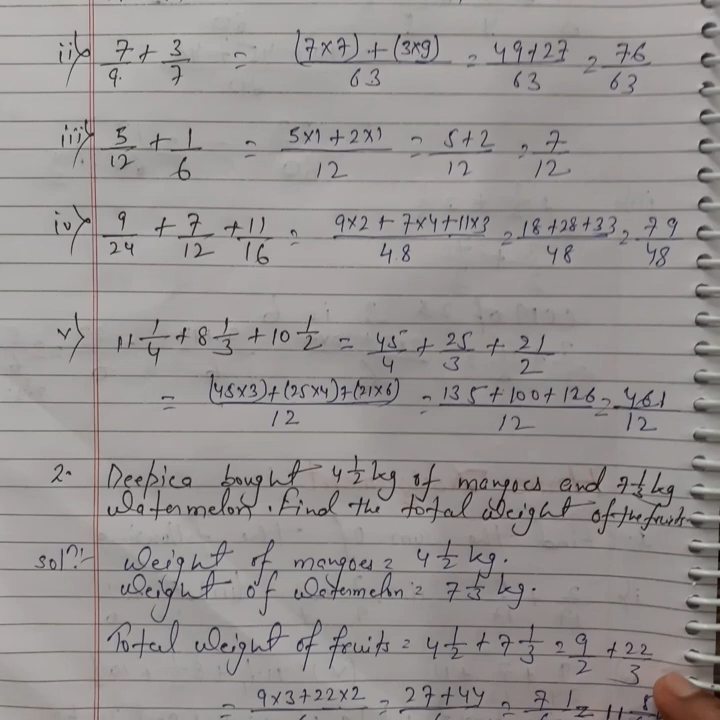 ii) 7/9 + 3/7 = (7×7) + (3×9)/63 = 49+27/63 = 76/63
iii) 5/12 + 1/6 = 5×1 + 2×1/12 = 5+2/12 = 7/12
iv) 9/24 + 7/12 + 11/16 = 9×2 + 7×4 + 11×3/48 = 18+28+33/48 = 79/48
v) 11 1/4 + 8 1/3 + 10 1/2 = 45/4 + 25/3 + 21/2
= (45×3)+(25×4)+(21×6)/12 = 135+100+126/12 = 461/12
2. Deepica bought 4 1/2 kg of mangoes and 7 1/3 kg
Watermelon. Find the total weight of the fruits.
Solⁿ:- Weight of mangoes = 4 1/2 kg.
Weight of Watermelon = 7 1/3 kg.
Total Weight of fruits = 4 1/2 + 7 1/3 = 9/2 + 22/3
= 9×3+22×2 = 27+44 = 71 = 11